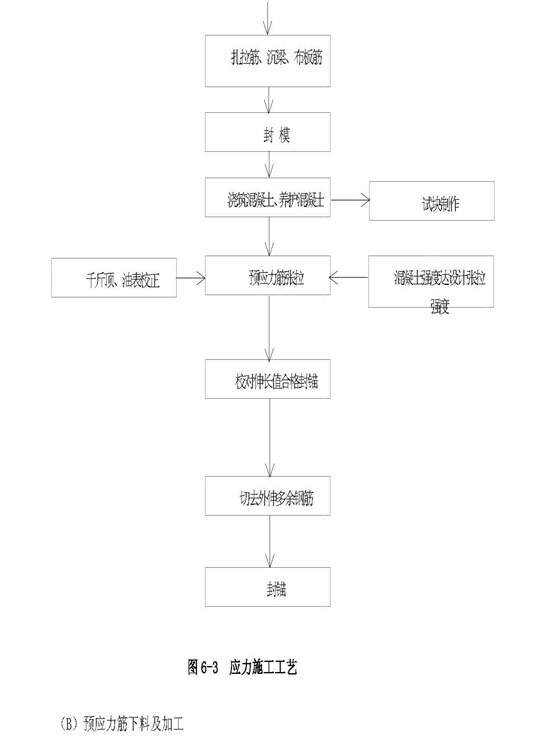 扎拉筋、沉梁、布板筋
封 模
浇筑混凝土、养护混凝土
试块制作
千斤顶、油表校正
预应力筋张拉
混凝土强度达设计张拉
强度
校对伸长值合格封锚
切去外伸多余钢筋
封锚
图 6-3 应力施工工艺
(B) 预应力筋下料及加工